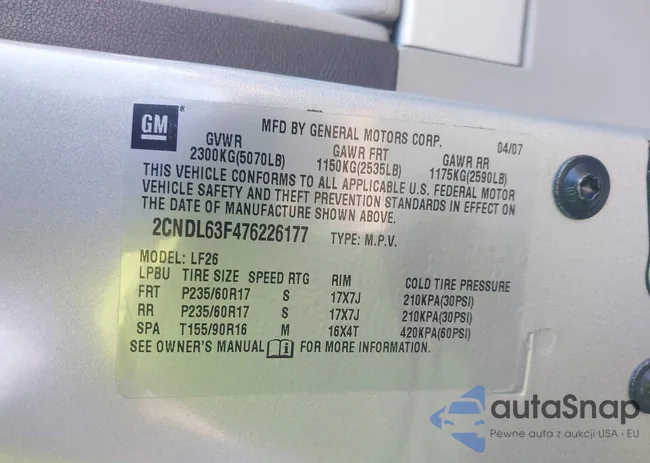 GM®
MFD BY GENERAL MOTORS CORP. 04/07
GVWR GAWR FRT GAWR RR
2300KG(5070LB) 1150KG(2535LB) 1175KG(2590LB)
THIS VEHICLE CONFORMS TO ALL APPLICABLE U.S. FEDERAL MOTOR
VEHICLE SAFETY AND THEFT PREVENTION STANDARDS IN EFFECT ON
THE DATE OF MANUFACTURE SHOWN ABOVE.
2CNDL63F476226177 TYPE: M.P.V.
MODEL: LF26
LPBU TIRE SIZE SPEED RTG RIM COLD TIRE PRESSURE
FRT P235/60R17 S 17X7J 210KPA(30PSI)
RR P235/60R17 S 17X7J 210KPA(30PSI)
SPA T155/90R16 M 16X4T 420KPA(60PSI)
SEE OWNER'S MANUAL i FOR MORE INFORMATION.
autaSnap
Pewne auta z aukcji USA i EU